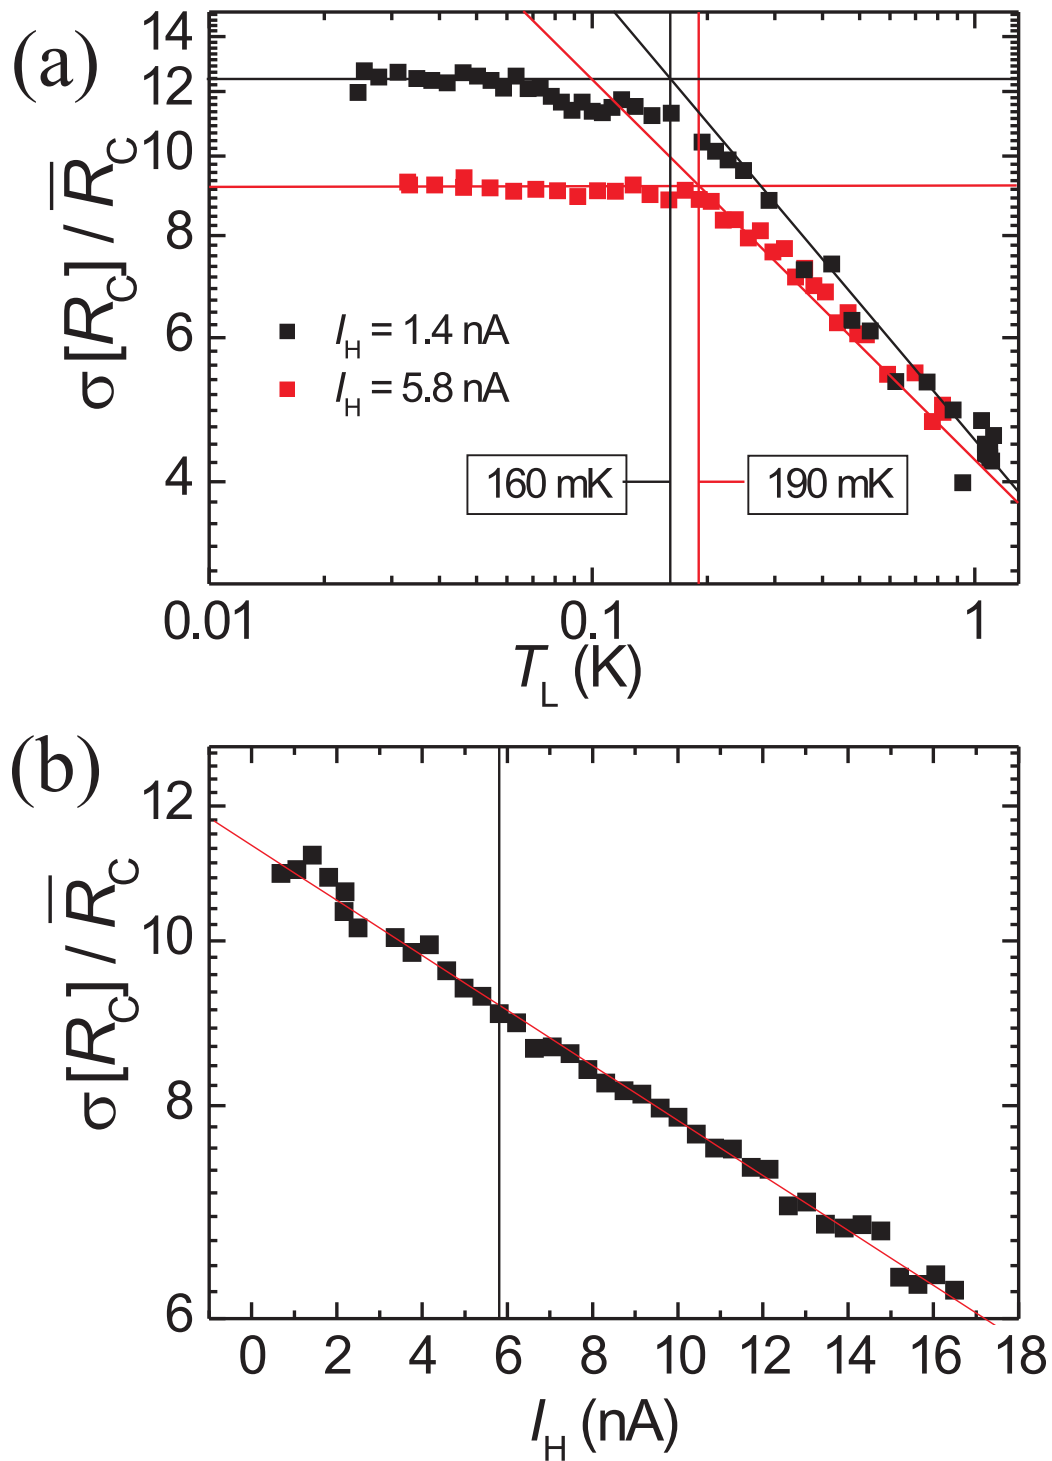 (a)
σ [R_C] / R̅_C
14
12
10
8
6
4
I_H = 1.4 nA
I_H = 5.8 nA
160 mK
190 mK
0.01
0.1
1
T_L (K)
(b)
σ [R_C] / R̅_C
12
10
8
6
0 2 4 6 8 10 12 14 16 18
I_H (nA)